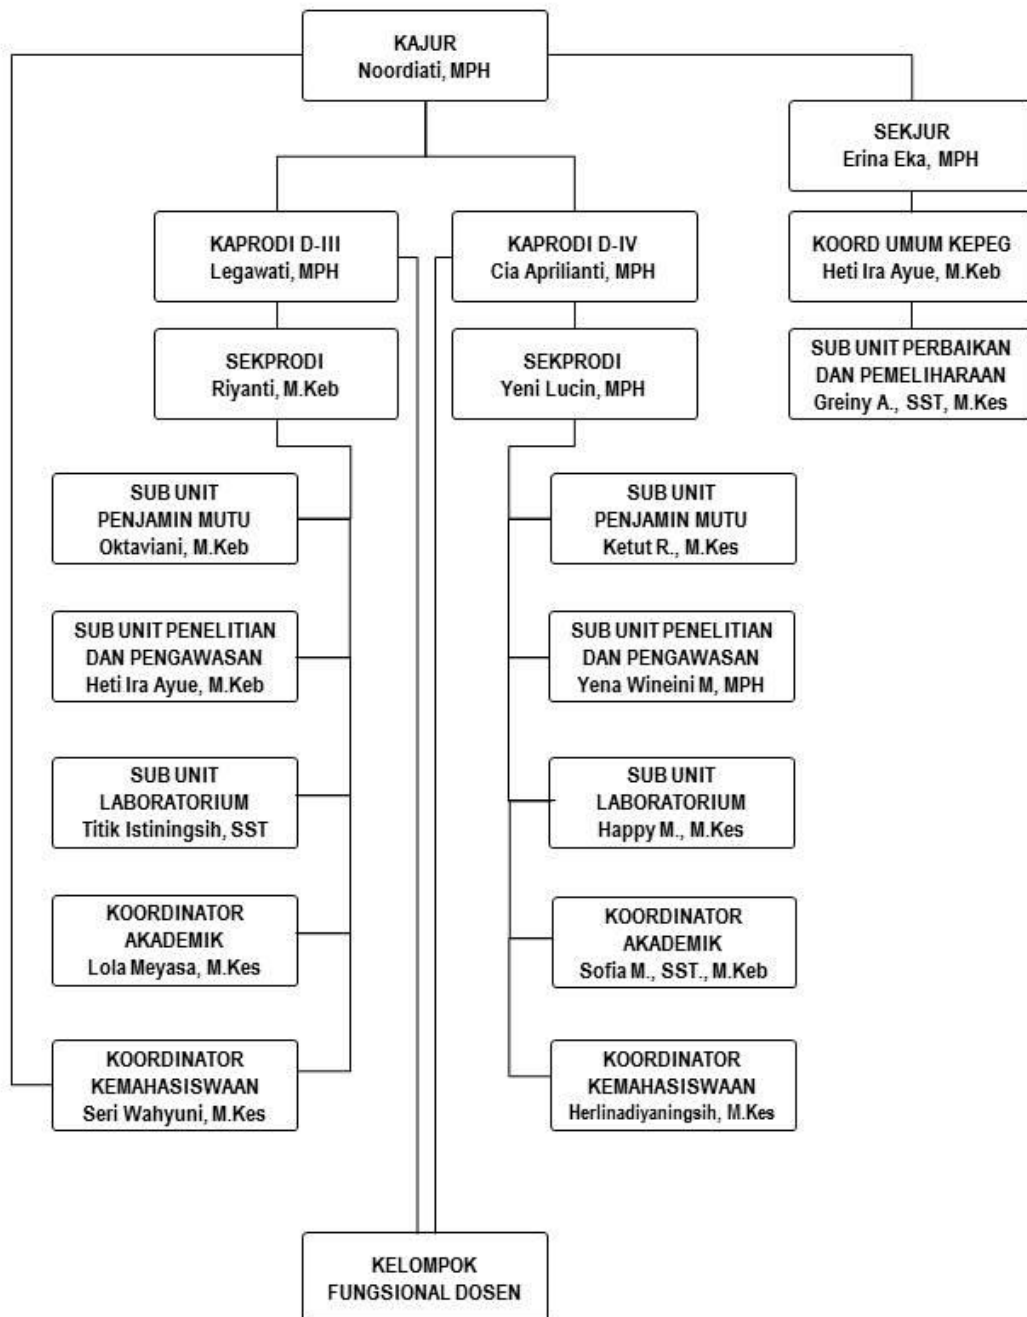 KAJUR
Noordiati, MPH
SEKJUR
Erina Eka, MPH
KAPRODI D-III
Legawati, MPH
KAPRODI D-IV
Cia Aprilianti, MPH
KOORD UMUM KEPEG
Heti Ira Ayue, M.Keb
SEKPRODI
Riyanti, M.Keb
SEKPRODI
Yeni Lucin, MPH
SUB UNIT PERBAIKAN
DAN PEMELIHARAAN
Greiny A., SST, M.Kes
SUB UNIT
PENJAMIN MUTU
Oktaviani, M.Keb
SUB UNIT
PENJAMIN MUTU
Ketut R., M.Kes
SUB UNIT PENELITIAN
DAN PENGAWASAN
Heti Ira Ayue, M.Keb
SUB UNIT PENELITIAN
DAN PENGAWASAN
Yena Wineini M, MPH
SUB UNIT
LABORATORIUM
Titik Istiningsih, SST
SUB UNIT
LABORATORIUM
Happy M., M.Kes
KOORDINATOR
AKADEMIK
Lola Meyasa, M.Kes
KOORDINATOR
AKADEMIK
Sofia M., SST., M.Keb
KOORDINATOR
KEMAHASISWAAN
Seri Wahyuni, M.Kes
KOORDINATOR
KEMAHASISWAAN
Herlinadiyaningsih, M.Kes
KELOMPOK
FUNGSIONAL DOSEN